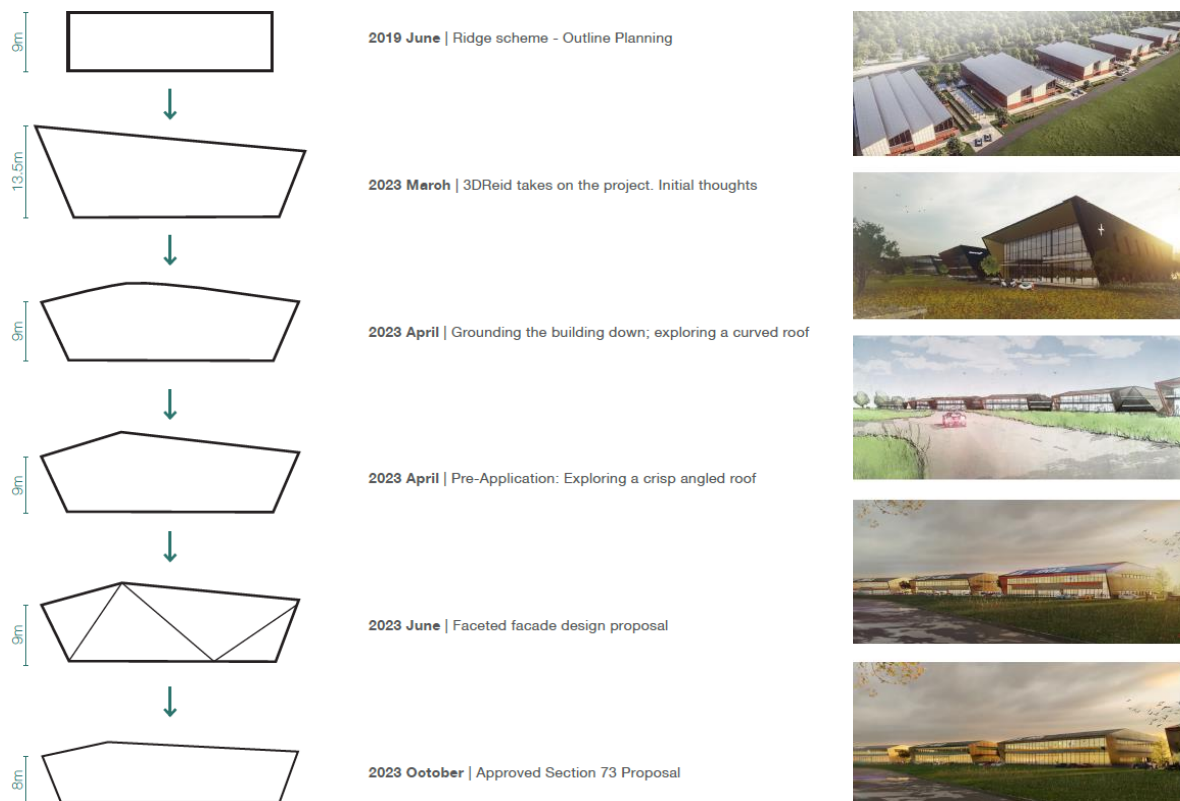 9m
2019 June | Ridge scheme - Outline Planning
13.5m
2023 Maroh | 3DReid takes on the project. Initial thoughts
9m
2023 April | Grounding the building down; exploring a curved roof
9m
2023 April | Pre-Application: Exploring a crisp angled roof
9m
2023 June | Faceted facade design proposal
8m
2023 Ootober | Approved Section 73 Proposal